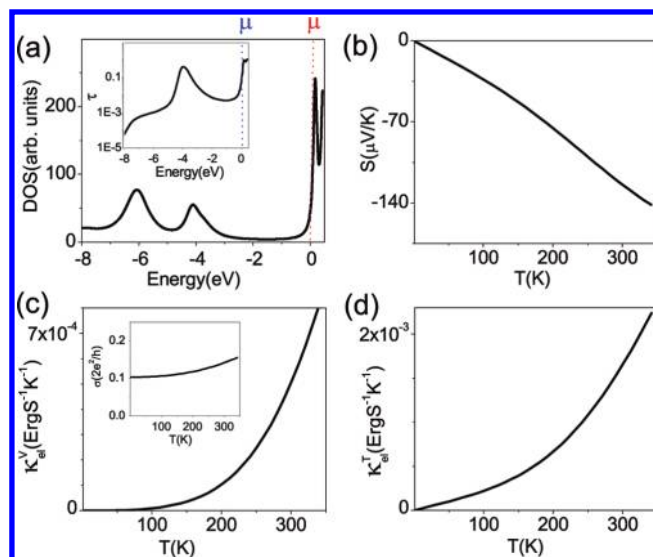 μ μ
(a)
DOS(arb. units)
200
100
0
-8 -6 -4 -2 0
Energy(eV)
τ
0.1
1E-3
1E-5
-8 -6 -4 -2 0
Energy(eV)
(b)
S(μV/K)
0
-70
-140
100 200 300
T(K)
(c)
κ_el^V(ErgS⁻¹K⁻¹)
7x10⁻⁴
0
100 200 300
T(K)
σ(2e²/h)
0.2
0.1
0.0
100 200 300
T(K)
(d)
κ_el^T(ErgS⁻¹K⁻¹)
2x10⁻³
0
100 200 300
T(K)